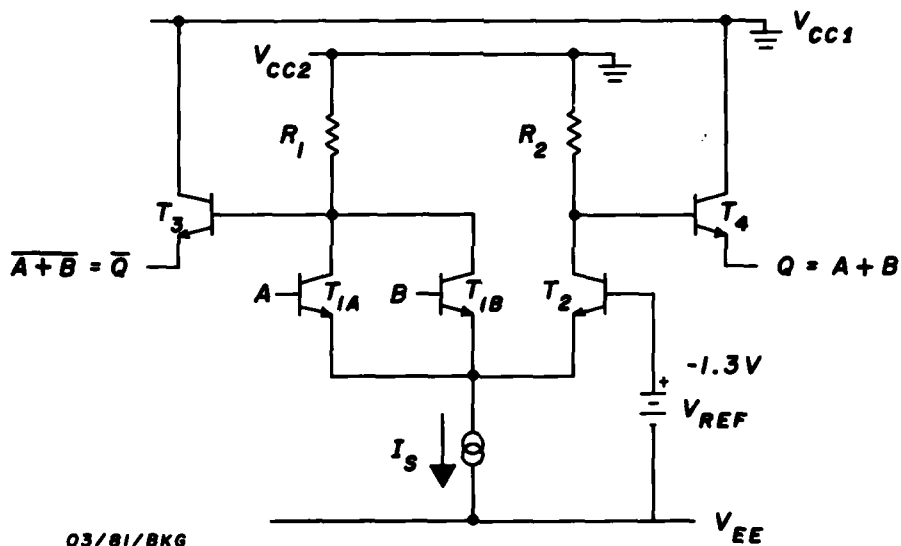 V_CC1
V_CC2
R_1
R_2
T_3
T_4
\overline{A+B} = \overline{Q}
Q = A + B
A
T_1A
B
T_1B
T_2
-1.3V
+
V_REF
I_S
V_EE
03/81/BKG